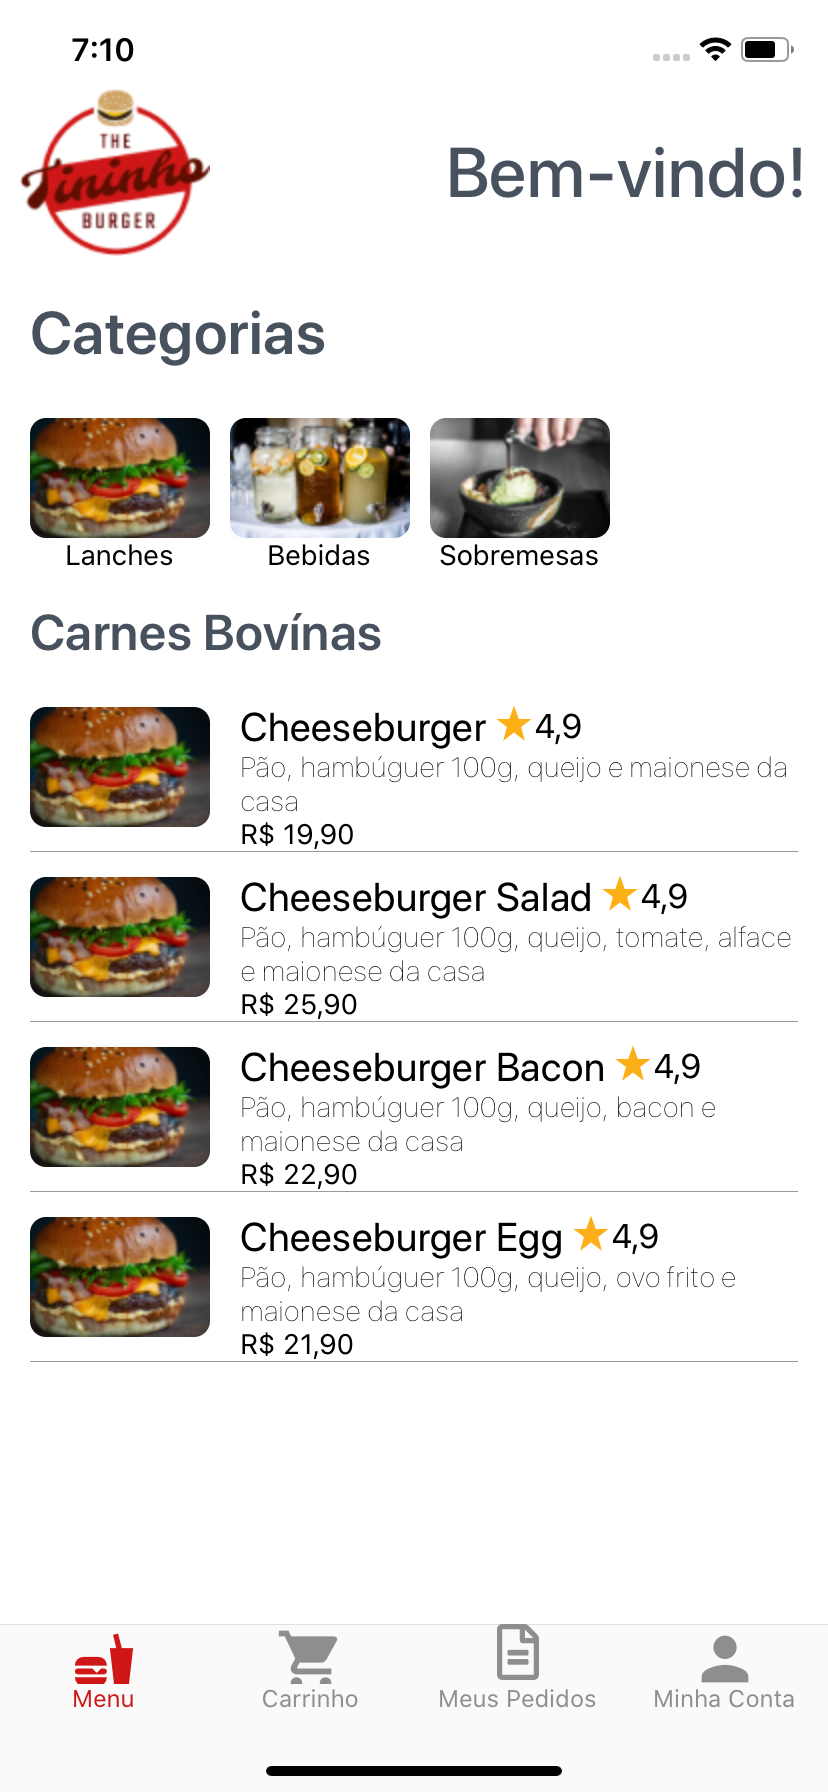 7:10
THE
Tininho
BURGER
Bem-vindo!
Categorias
Lanches
Bebidas
Sobremesas
Carnes Bovínas
Cheeseburger ★4,9
Pão, hambúguer 100g, queijo e maionese da
casa
R$ 19,90
Cheeseburger Salad ★4,9
Pão, hambúguer 100g, queijo, tomate, alface
e maionese da casa
R$ 25,90
Cheeseburger Bacon ★4,9
Pão, hambúguer 100g, queijo, bacon e
maionese da casa
R$ 22,90
Cheeseburger Egg ★4,9
Pão, hambúguer 100g, queijo, ovo frito e
maionese da casa
R$ 21,90
Menu
Carrinho
Meus Pedidos
Minha Conta